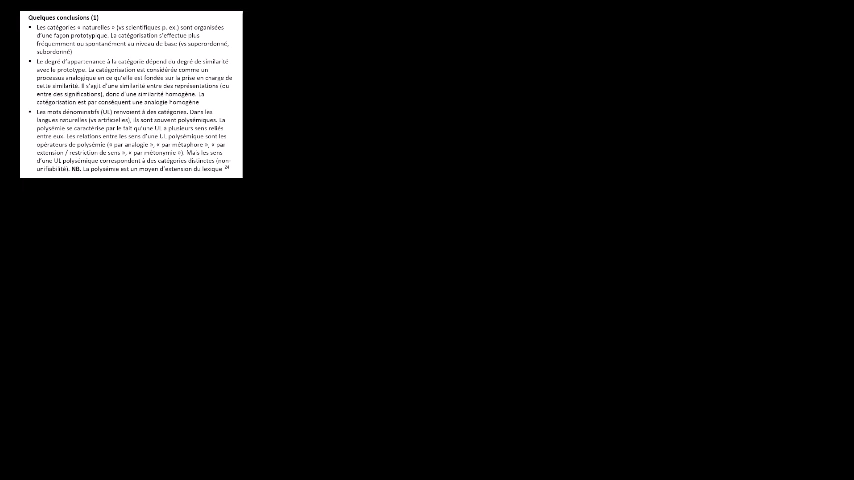 Quelques conclusions (1)
▪ Les catégories « naturelles » (vs scientifiques p. ex.) sont organisées
d'une façon prototypique. La catégorisation s'effectue plus
fréquemment ou spontanément au niveau de base (vs superordonné,
subordonné)
▪ Le degré d'appartenance à la catégorie dépend du degré de similarité
avec le prototype. La catégorisation est considérée comme un
processus analogique en ce qu'elle est fondée sur la prise en charge de
cette similarité. Il s'agit d'une similarité entre des représentations (ou
entre des significations), donc d'une similarité homogène. La
catégorisation est par conséquent une analogie homogène
▪ Les mots dénominatifs (UL) renvoient à des catégories. Dans les
langues naturelles (vs artificielles), ils sont souvent polysémiques. La
polysémie se caractérise par le fait qu'une UL a plusieurs sens reliés
entre eux. Les relations entre les sens d'une UL polysémique sont les
opérateurs de polysémie (« par analogie », « par métaphore », « par
extension / restriction de sens », « par métonymie »). Mais les sens
d'une UL polysémique correspondent à des catégories distinctes (non-
unifiabilité). NB. La polysémie est un moyen d'extension du lexique
24